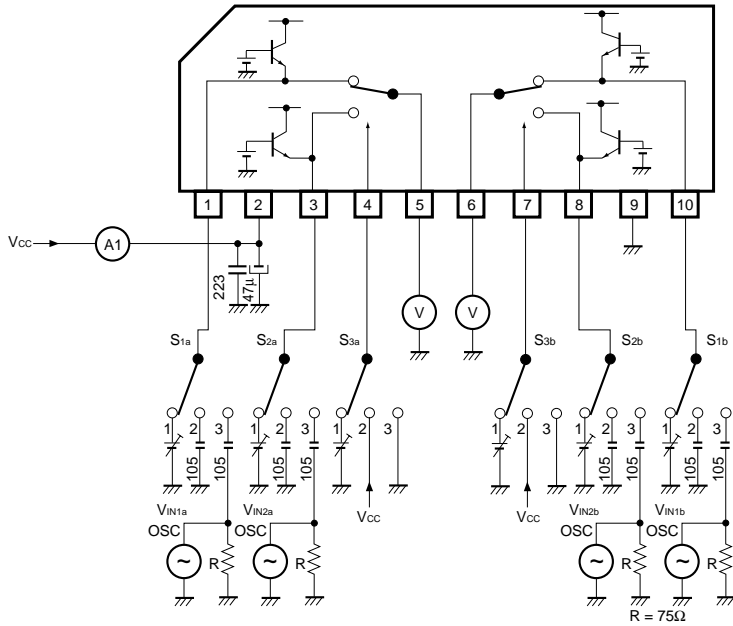 1 2 3 4 5 6 7 8 9 10
VCC A1
223
47μ
V V
S1a S2a S3a S3b S2b S1b
1 2 3 1 2 3 1 2 3 1 2 3 1 2 3 1 2 3
105 105 105 105 105 105 105 105
VIN1a VIN2a VCC VCC VIN2b VIN1b
OSC OSC OSC OSC
~ R ~ R ~ R ~ R
R = 75Ω